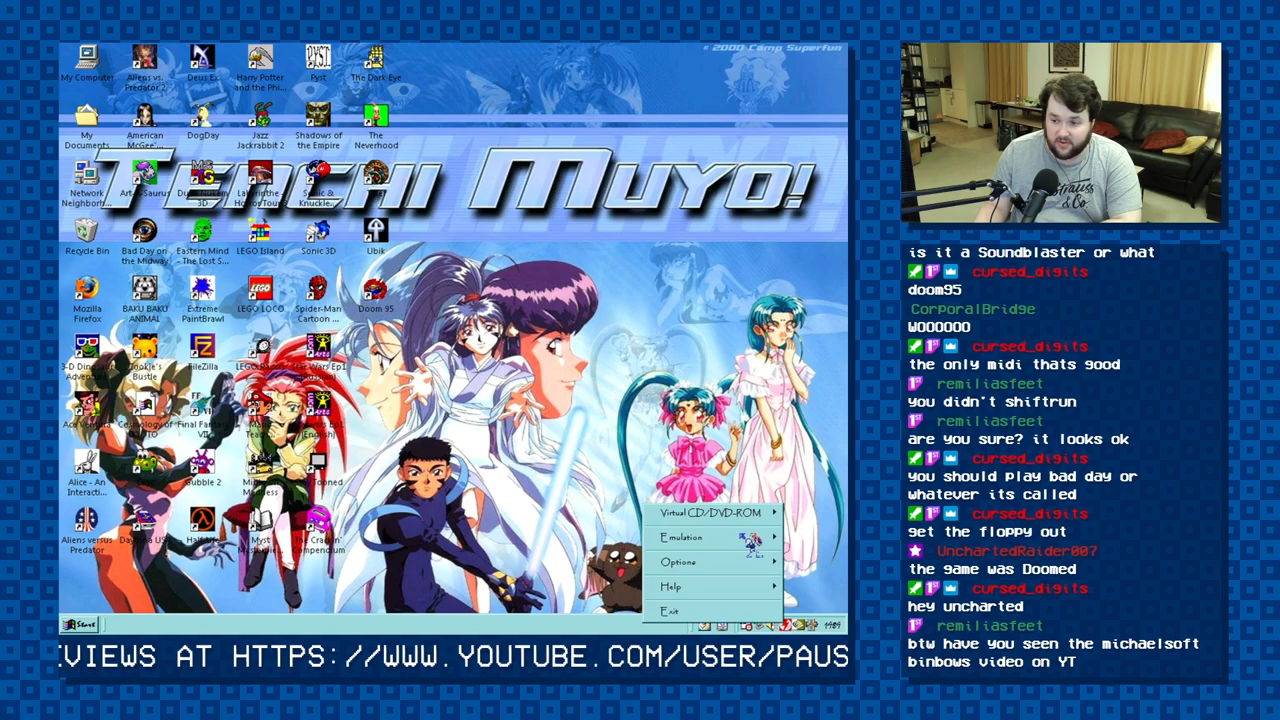 © 2000 Camp Superfun
My Computer
Aliens vs. Predator 2
Deus Ex
Harry Potter and the Phi...
Pyst
The Dark Eye
My Documents
American McGee'...
DogDay
Jazz Jackrabbit 2
Shadows of the Empire
The Neverhood
TENCHI MUYO!
Network Neighborh...
Sonic & Knuckle...
Recycle Bin
Bad Day on the Midway
Eastern Mind - The Lost S...
LEGO Island
Sonic 3D
Ubik
Mozilla Firefox
BAKU BAKU ANIMAL
Extreme PaintBrawl
LEGO LOCO
Spider-Man Cartoon ...
Doom 95
FileZilla
Alice - An Interacti...
Aliens versus Predator
Virtual CD/DVD-ROM
Emulation
Options
Help
Exit
Start
1989
EVIEWS AT HTTPS://WWW.YOUTUBE.COM/USER/PAUS
Strauss
& Co.
is it a Soundblaster or what
cursed_digits
doom95
CorporalBridge
WOOOOOO
cursed_digits
the only midi thats good
remiliasfeet
you didn't shiftrun
remiliasfeet
are you sure? it looks ok
cursed_digits
you should play bad day or
whatever its called
cursed_digits
get the floppy out
UnchartedRaider007
the game was Doomed
cursed_digits
hey uncharted
remiliasfeet
btw have you seen the michaelsoft
binbows video on YT